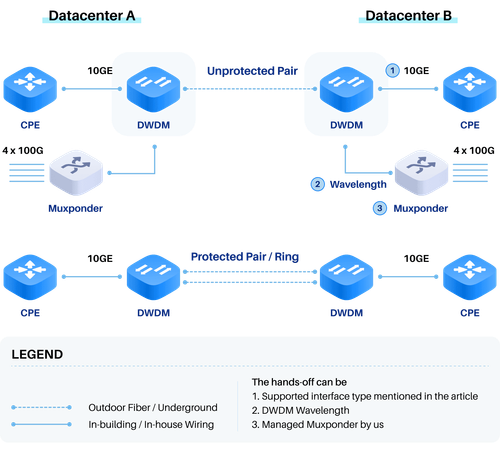 Datacenter A
Datacenter B
10GE
Unprotected Pair
1
10GE
CPE
DWDM
DWDM
CPE
4 x 100G
4 x 100G
2
Wavelength
Muxponder
3
Muxponder
10GE
Protected Pair / Ring
10GE
CPE
DWDM
DWDM
CPE
LEGEND
Outdoor Fiber / Underground
In-building / In-house Wiring
The hands-off can be
1. Supported interface type mentioned in the article
2. DWDM Wavelength
3. Managed Muxponder by us